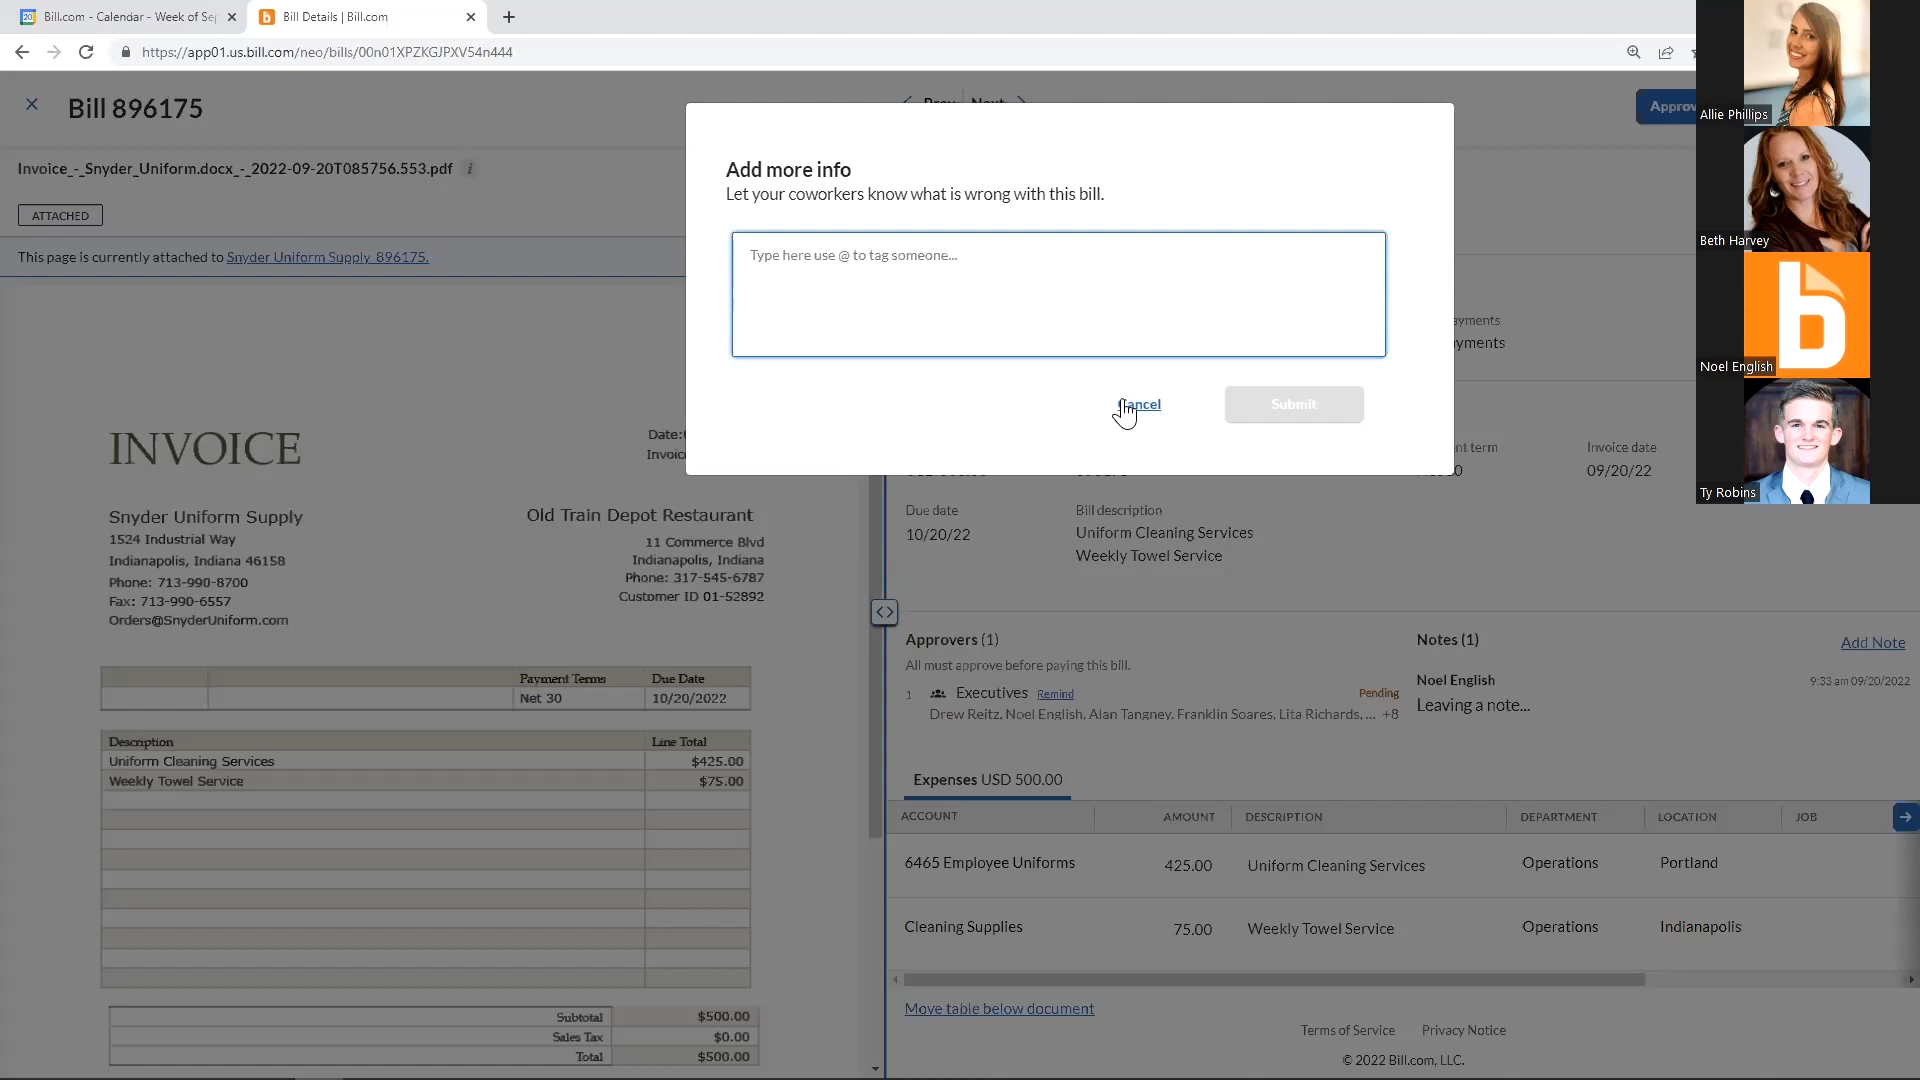 Bill.com - Calendar - Week of Se
Bill Details | Bill.com
https://app01.us.bill.com/neo/bills/00n01XPZKGJPXV54n444
Bill 896175
Prev
Next
Approv
Invoice_-_Snyder_Uniform.docx_-_2022-09-20T085756.553.pdf
ATTACHED
This page is currently attached to Snyder Uniform Supply 896175.
Add more info
Let your coworkers know what is wrong with this bill.
Type here use @ to tag someone...
Cancel
Submit
Allie Phillips
Beth Harvey
Noel English
Ty Robins
INVOICE
Date:
Invoic
Snyder Uniform Supply
1524 Industrial Way
Indianapolis, Indiana 46158
Phone: 713-990-8700
Fax: 713-990-6557
Orders@SnyderUniform.com
Old Train Depot Restaurant
11 Commerce Blvd
Indianapolis, Indiana
Phone: 317-545-6787
Customer ID 01-52892
Payment Terms Due Date
Net 30 10/20/2022
Description Line Total
Uniform Cleaning Services $425.00
Weekly Towel Service $75.00
Subtotal $500.00
Sales Tax $0.00
Total $500.00
ayments
yments
nt term
Invoice date
09/20/22
Due date
10/20/22
Bill description
Uniform Cleaning Services
Weekly Towel Service
Approvers (1)
All must approve before paying this bill.
1 Executives Remind Pending
Drew Reitz, Noel English, Alan Tangney, Franklin Soares, Lita Richards, ... +8
Notes (1)
Add Note
Noel English
9:33 am 09/20/2022
Leaving a note...
Expenses USD 500.00
ACCOUNT AMOUNT DESCRIPTION DEPARTMENT LOCATION JOB
6465 Employee Uniforms 425.00 Uniform Cleaning Services Operations Portland
Cleaning Supplies 75.00 Weekly Towel Service Operations Indianapolis
Move table below document
Terms of Service
Privacy Notice
© 2022 Bill.com, LLC.